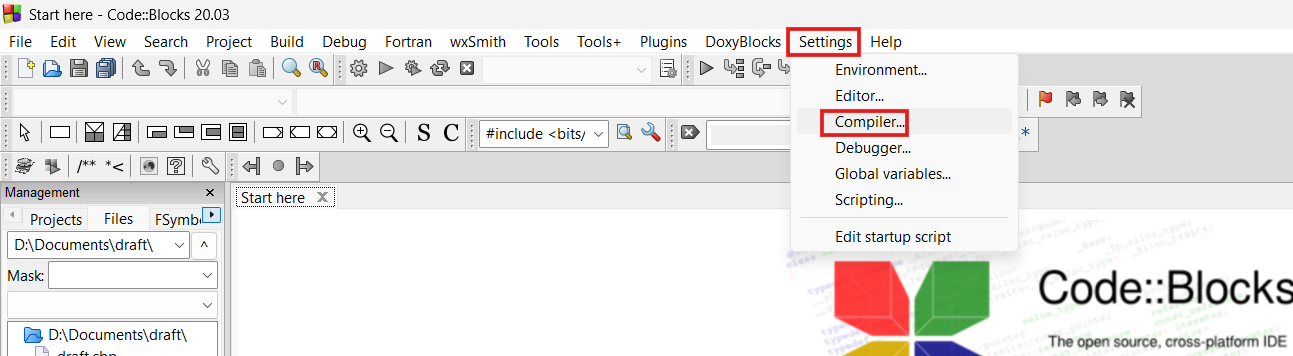 Start here - Code::Blocks 20.03
File Edit View Search Project Build Debug Fortran wxSmith Tools Tools+ Plugins DoxyBlocks Settings Help
Environment...
Editor...
Compiler...
Debugger...
Global variables...
Scripting...
Edit startup script
S C #include <bits/
/** *<
.*
Management
Projects Files FSymb
Start here
D:\Documents\draft\
Mask:
D:\Documents\draft\
draft.cbp
Code::Blocks
The open source, cross-platform IDE